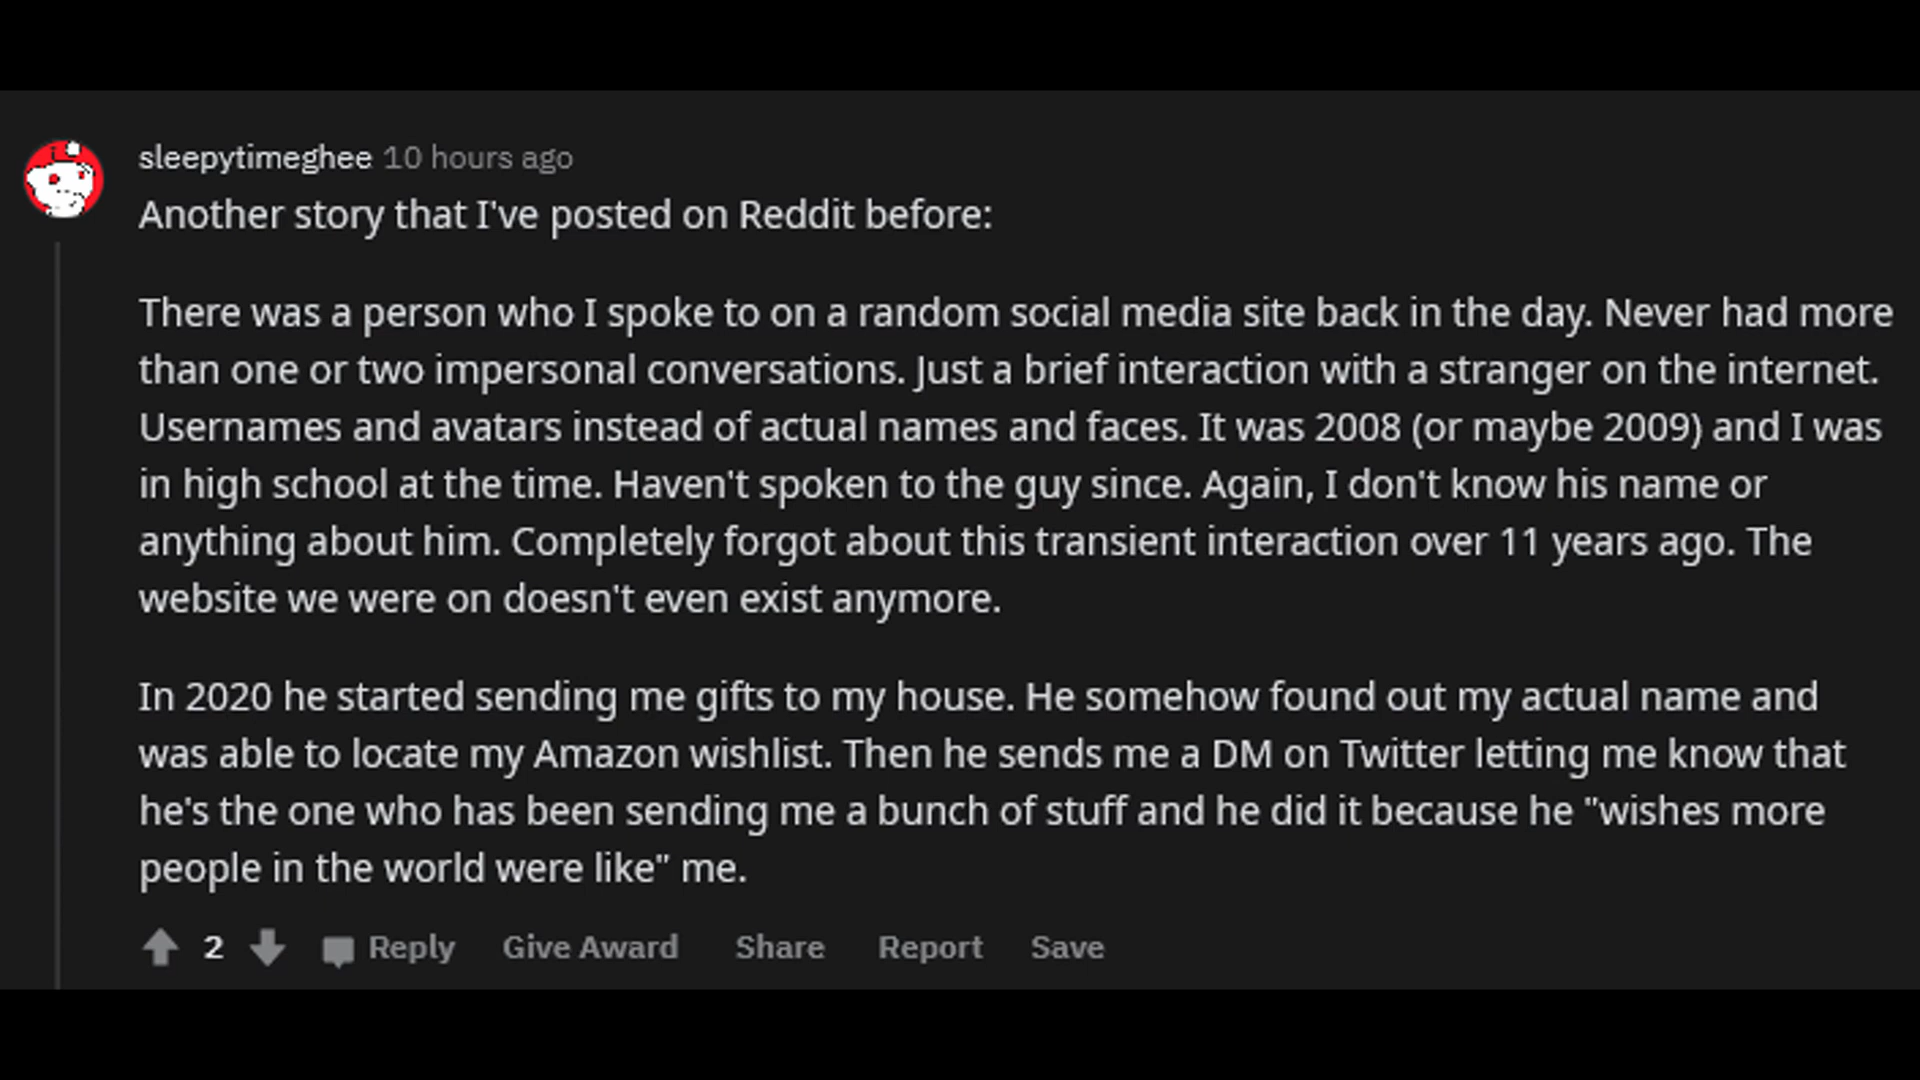 sleepytimeghee 10 hours ago
Another story that I've posted on Reddit before:
There was a person who I spoke to on a random social media site back in the day. Never had more
than one or two impersonal conversations. Just a brief interaction with a stranger on the internet.
Usernames and avatars instead of actual names and faces. It was 2008 (or maybe 2009) and I was
in high school at the time. Haven't spoken to the guy since. Again, I don't know his name or
anything about him. Completely forgot about this transient interaction over 11 years ago. The
website we were on doesn't even exist anymore.
In 2020 he started sending me gifts to my house. He somehow found out my actual name and
was able to locate my Amazon wishlist. Then he sends me a DM on Twitter letting me know that
he's the one who has been sending me a bunch of stuff and he did it because he "wishes more
people in the world were like" me.
2 Reply Give Award Share Report Save